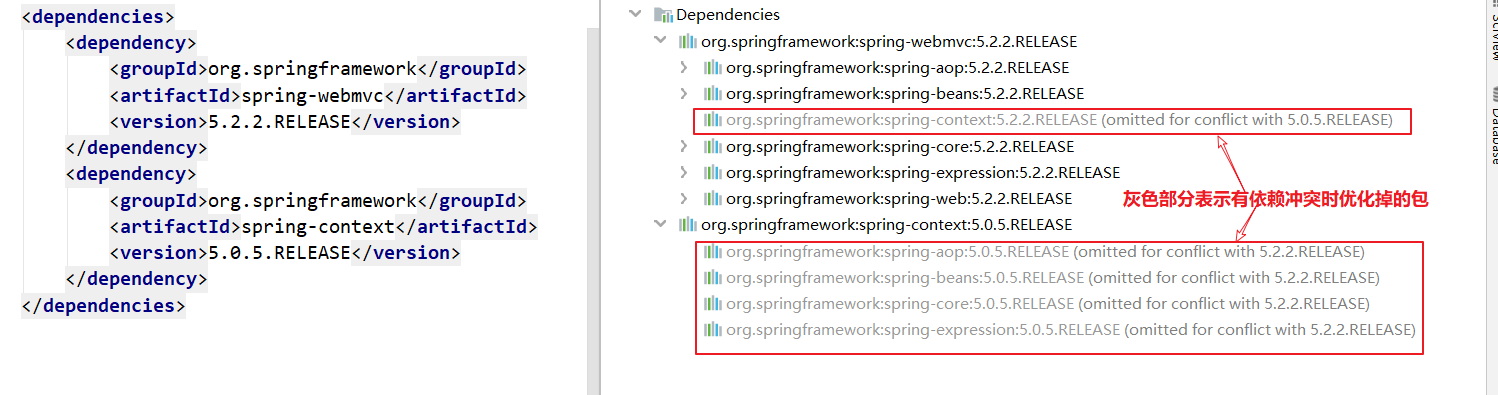 <dependencies>
<dependency>
<groupId>org.springframework</groupId>
<artifactId>spring-webmvc</artifactId>
<version>5.2.2.RELEASE</version>
</dependency>
<dependency>
<groupId>org.springframework</groupId>
<artifactId>spring-context</artifactId>
<version>5.0.5.RELEASE</version>
</dependency>
</dependencies>
Dependencies
org.springframework:spring-webmvc:5.2.2.RELEASE
org.springframework:spring-aop:5.2.2.RELEASE
org.springframework:spring-beans:5.2.2.RELEASE
org.springframework:spring-context:5.2.2.RELEASE (omitted for conflict with 5.0.5.RELEASE)
org.springframework:spring-core:5.2.2.RELEASE
org.springframework:spring-expression:5.2.2.RELEASE
org.springframework:spring-web:5.2.2.RELEASE
灰色部分表示有依赖冲突时优化掉的包
org.springframework:spring-context:5.0.5.RELEASE
org.springframework:spring-aop:5.0.5.RELEASE (omitted for conflict with 5.2.2.RELEASE)
org.springframework:spring-beans:5.0.5.RELEASE (omitted for conflict with 5.2.2.RELEASE)
org.springframework:spring-core:5.0.5.RELEASE (omitted for conflict with 5.2.2.RELEASE)
org.springframework:spring-expression:5.0.5.RELEASE (omitted for conflict with 5.2.2.RELEASE)
Database